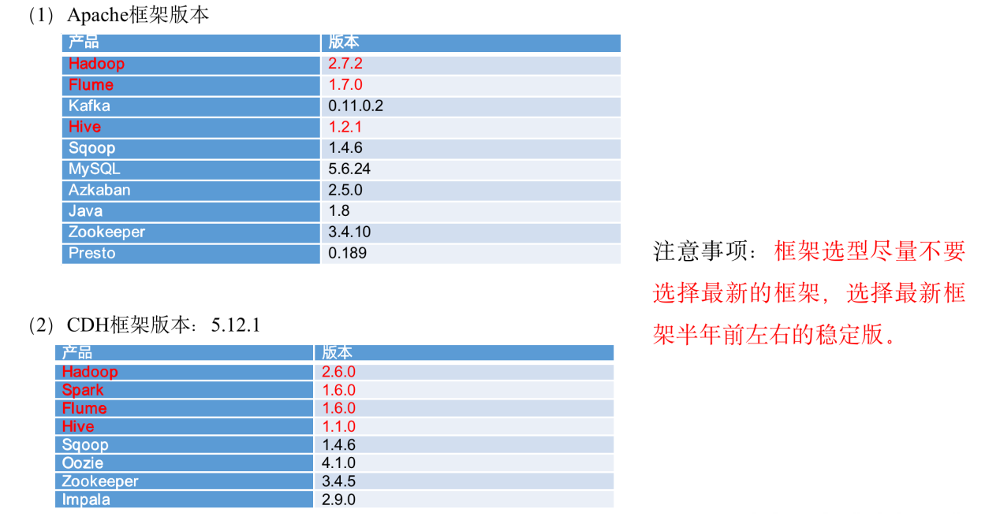 （1）Apache框架版本
产品 版本
Hadoop 2.7.2
Flume 1.7.0
Kafka 0.11.0.2
Hive 1.2.1
Sqoop 1.4.6
MySQL 5.6.24
Azkaban 2.5.0
Java 1.8
Zookeeper 3.4.10
Presto 0.189
注意事项：框架选型尽量不要
选择最新的框架，选择最新框
架半年前左右的稳定版。
（2）CDH框架版本：5.12.1
产品 版本
Hadoop 2.6.0
Spark 1.6.0
Flume 1.6.0
Hive 1.1.0
Sqoop 1.4.6
Oozie 4.1.0
Zookeeper 3.4.5
Impala 2.9.0